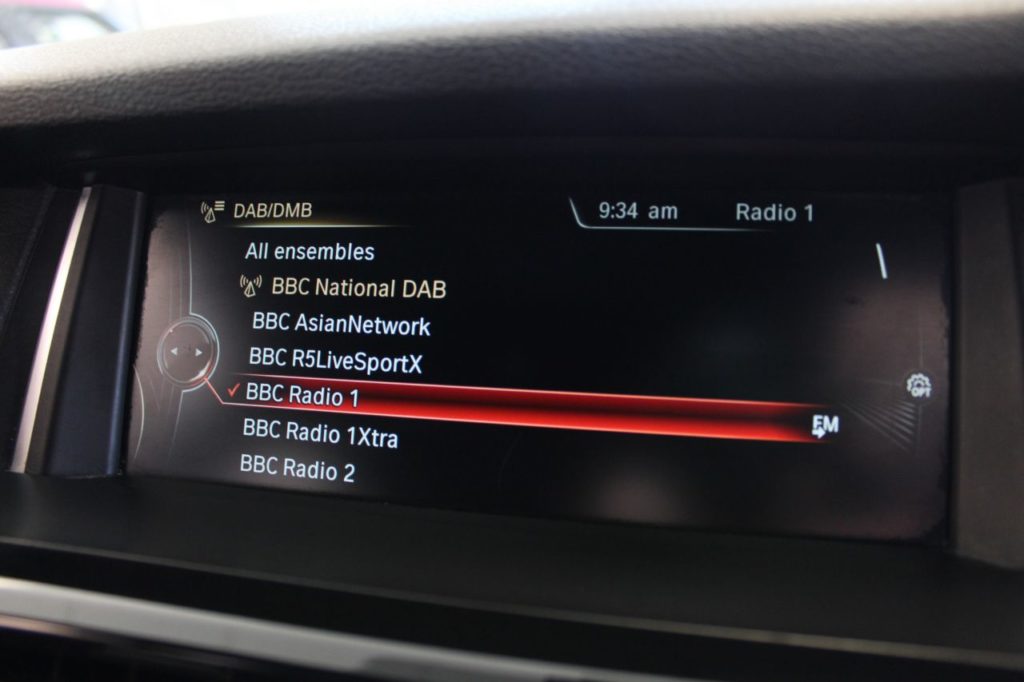 DAB/DMB
9:34 am Radio 1
All ensembles
BBC National DAB
BBC AsianNetwork
BBC R5LiveSportX
BBC Radio 1 FM
BBC Radio 1Xtra
BBC Radio 2
OPT